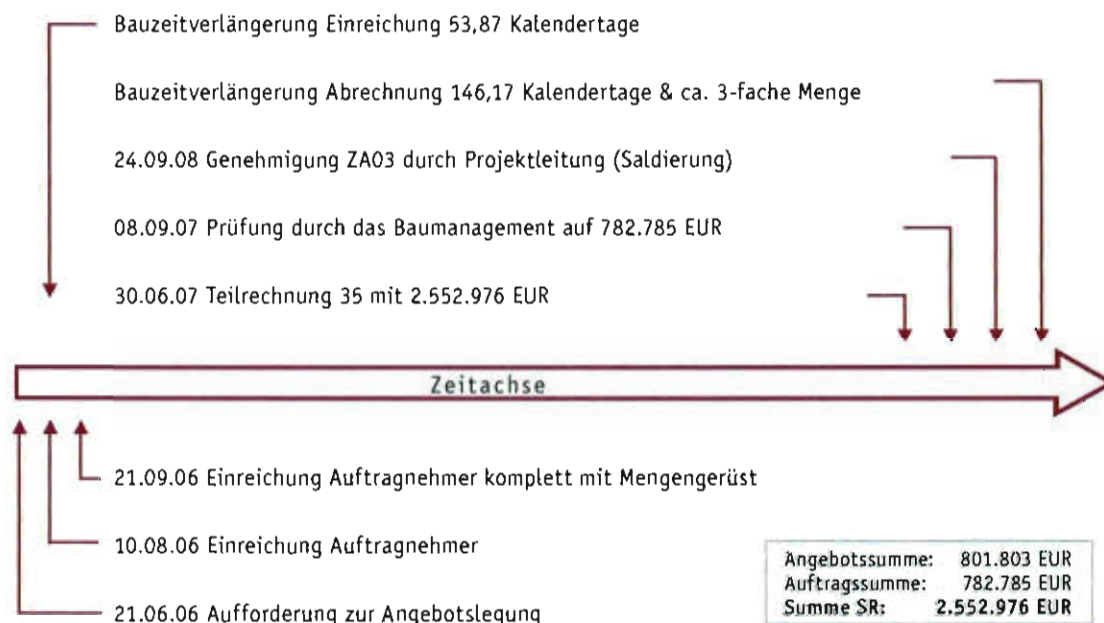 Bauzeitverlängerung Einreichung 53,87 Kalendertage
Bauzeitverlängerung Abrechnung 146,17 Kalendertage & ca. 3-fache Menge
24.09.08 Genehmigung ZA03 durch Projektleitung (Saldierung)
08.09.07 Prüfung durch das Baumanagement auf 782.785 EUR
30.06.07 Teilrechnung 35 mit 2.552.976 EUR
Zeitachse
21.09.06 Einreichung Auftragnehmer komplett mit Mengengerüst
10.08.06 Einreichung Auftragnehmer
21.06.06 Aufforderung zur Angebotslegung
Angebotssumme: 801.803 EUR
Auftragssumme: 782.785 EUR
Summe SR: 2.552.976 EUR